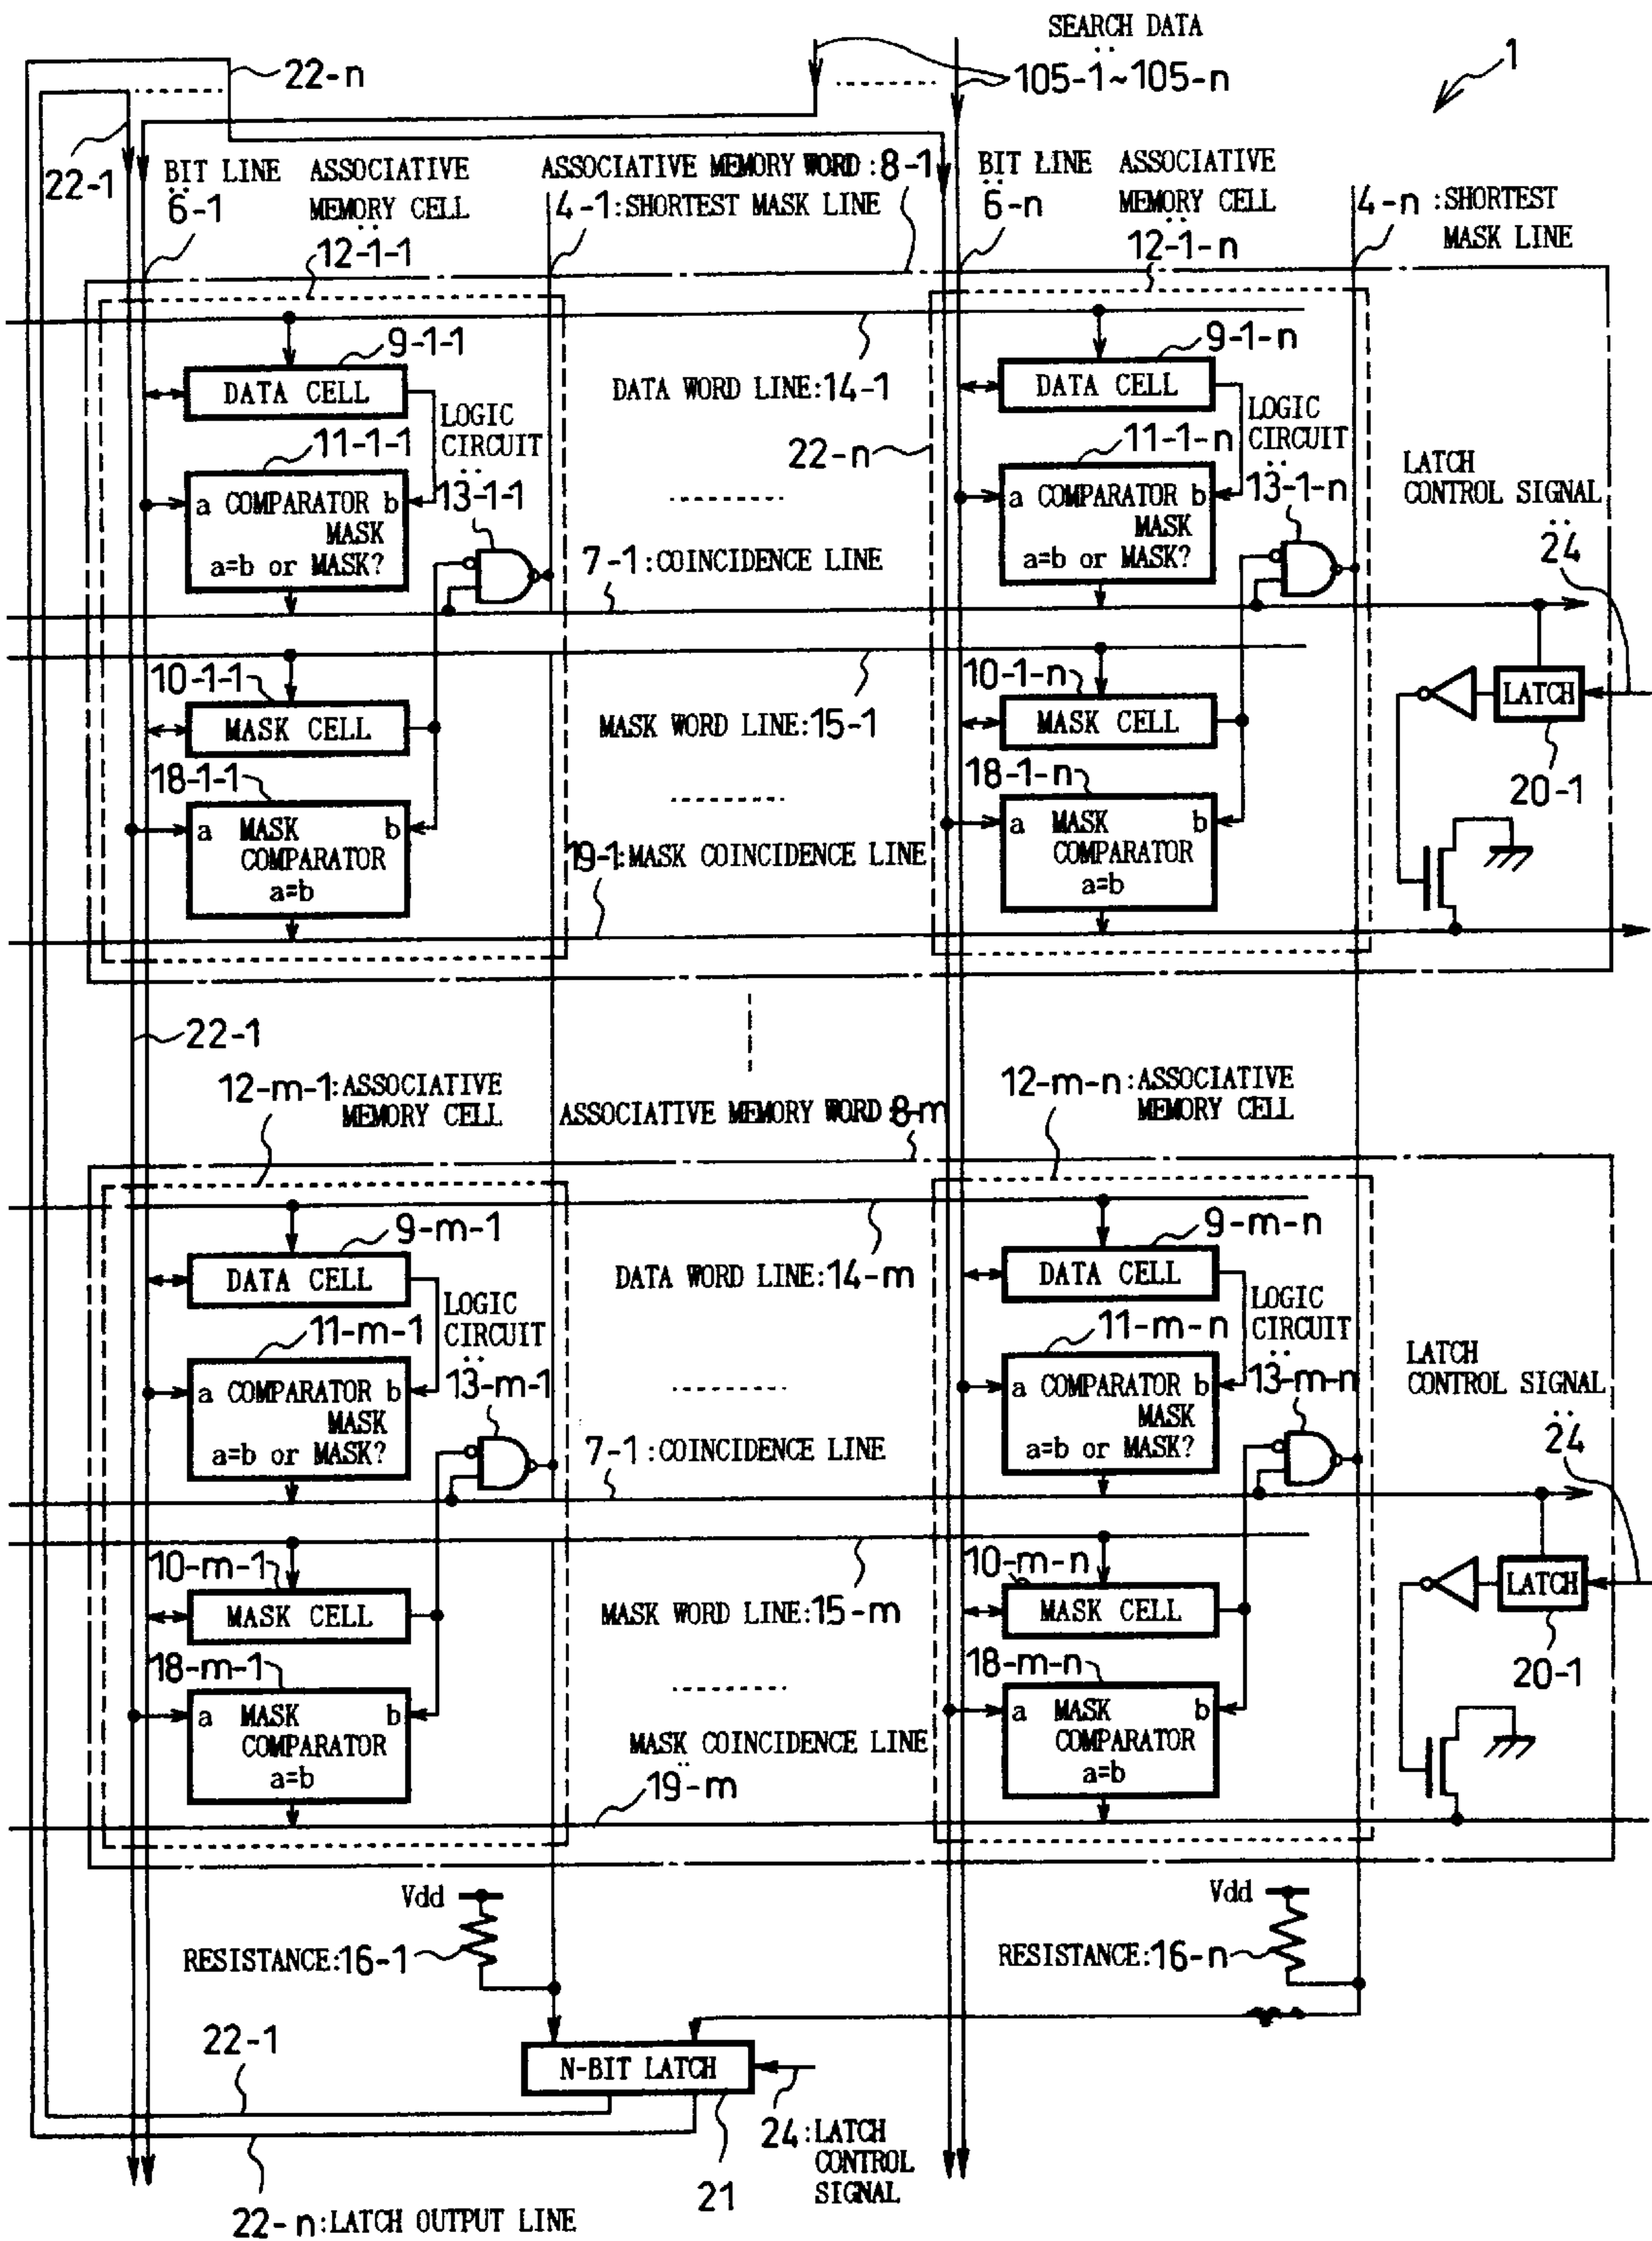 SEARCH DATA
105-1~105-n
1
22-n
22-1
BIT LINE
6-1
ASSOCIATIVE
MEMORY CELL
12-1-1
ASSOCIATIVE MEMORY WORD:8-1
4-1:SHORTEST MASK LINE
BIT LINE
6-n
ASSOCIATIVE
MEMORY CELL
12-1-n
4-n:SHORTEST
MASK LINE
9-1-1
DATA CELL
LOGIC
CIRCUIT
13-1-1
11-1-1
a COMPARATOR b
MASK
a=b or MASK?
DATA WORD LINE:14-1
22-n
7-1:COINCIDENCE LINE
9-1-n
DATA CELL
LOGIC
CIRCUIT
13-1-n
11-1-n
a COMPARATOR b
MASK
a=b or MASK?
LATCH
CONTROL SIGNAL
24
10-1-1
MASK CELL
18-1-1
a MASK b
COMPARATOR
a=b
MASK WORD LINE:15-1
19-1:MASK COINCIDENCE LINE
10-1-n
MASK CELL
18-1-n
a MASK b
COMPARATOR
a=b
LATCH
20-1
22-1
12-m-1:ASSOCIATIVE
MEMORY CELL
ASSOCIATIVE MEMORY WORD:8-m
12-m-n:ASSOCIATIVE
MEMORY CELL
9-m-1
DATA CELL
LOGIC
CIRCUIT
13-m-1
11-m-1
a COMPARATOR b
MASK
a=b or MASK?
DATA WORD LINE:14-m
7-1:COINCIDENCE LINE
9-m-n
DATA CELL
LOGIC
CIRCUIT
13-m-n
11-m-n
a COMPARATOR b
MASK
a=b or MASK?
LATCH
CONTROL SIGNAL
24
10-m-1
MASK CELL
18-m-1
a MASK b
COMPARATOR
a=b
MASK WORD LINE:15-m
MASK COINCIDENCE LINE
19-m
10-m-n
MASK CELL
18-m-n
a MASK b
COMPARATOR
a=b
LATCH
20-1
Vdd
RESISTANCE:16-1
Vdd
RESISTANCE:16-n
22-1
N-BIT LATCH
21
24:LATCH
CONTROL
SIGNAL
22-n:LATCH OUTPUT LINE